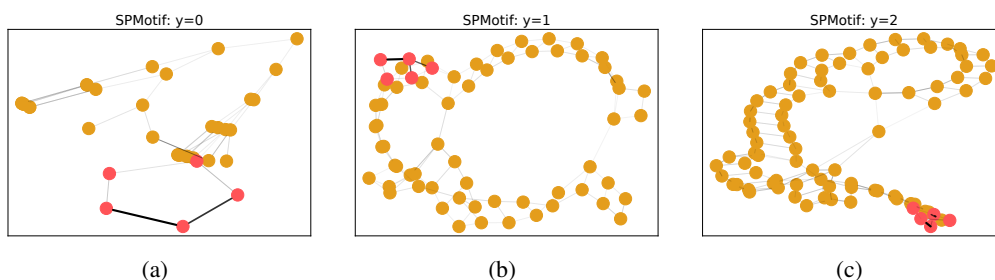 SPMotif: y=0
SPMotif: y=1
SPMotif: y=2
(a)
(b)
(c)